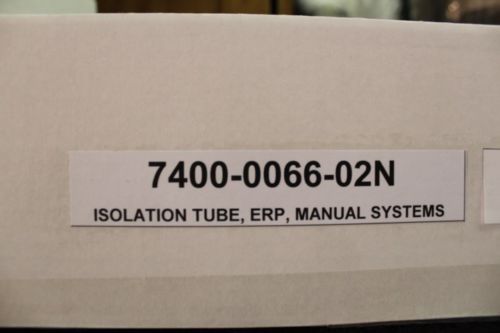 7400-0066-02N
ISOLATION TUBE, ERP, MANUAL SYSTEMS